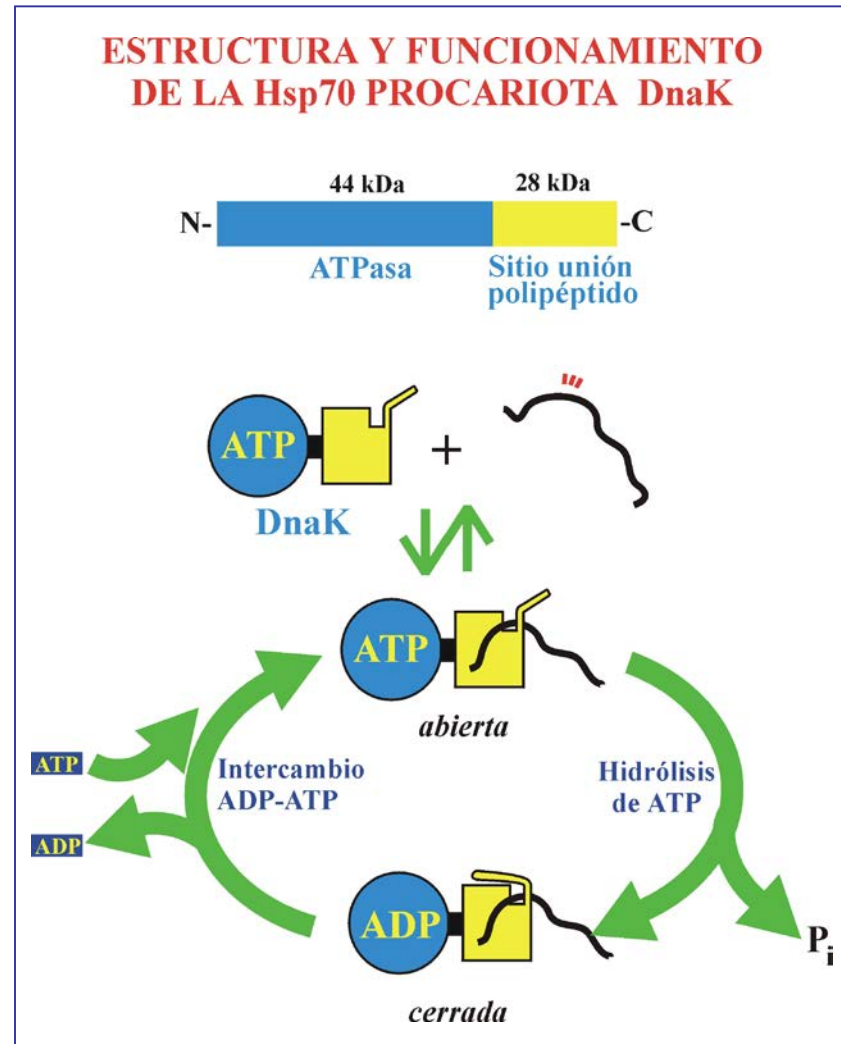 ESTRUCTURA Y FUNCIONAMIENTO
DE LA Hsp70 PROCARIOTA DnaK
44 kDa
28 kDa
N-
-C
ATPasa
Sitio unión
polipéptido
ATP
+
DnaK
ATP
abierta
ATP
Intercambio
ADP-ATP
Hidrólisis
de ATP
ADP
ADP
Pi
cerrada